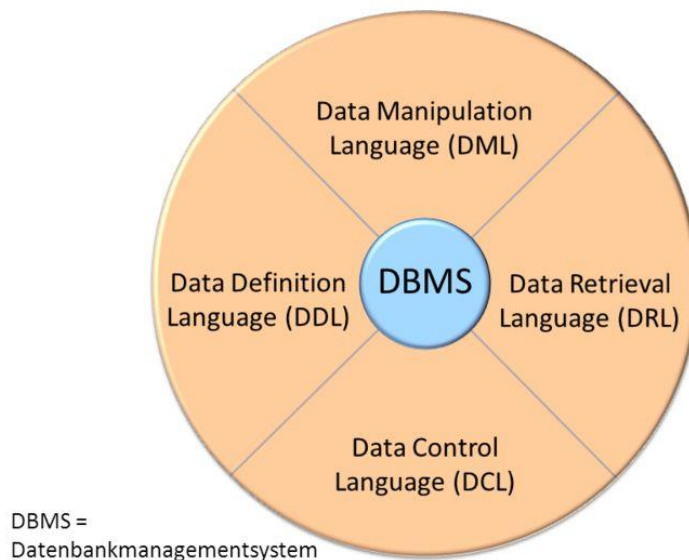 Data Manipulation
Language (DML)
Data Definition
Language (DDL)
DBMS
Data Retrieval
Language (DRL)
Data Control
Language (DCL)
DBMS =
Datenbankmanagementsystem